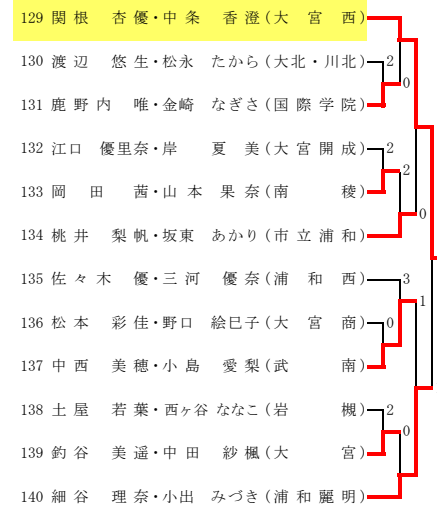 129 関根 杏優・中条 香澄(大宮西)
130 渡辺 悠生・松永 たから(大北・川北) 2
0
131 鹿野内 唯・金崎 なぎさ(国際学院)
132 江口 優里奈・岸 夏美(大宮開成) 2
2
133 岡田 茜・山本 果奈(南稜)
0
134 桃井 梨帆・坂東 あかり(市立浦和)
135 佐々木 優・三河 優奈(浦和西) 3
1
136 松本 彩佳・野口 絵巳子(大宮商) 0
137 中西 美穂・小島 愛梨(武南)
138 土屋 若葉・西ヶ谷 ななこ(岩槻) 2
0
139 釣谷 美遥・中田 紗楓(大宮)
140 細谷 理奈・小出 みづき(浦和麗明)